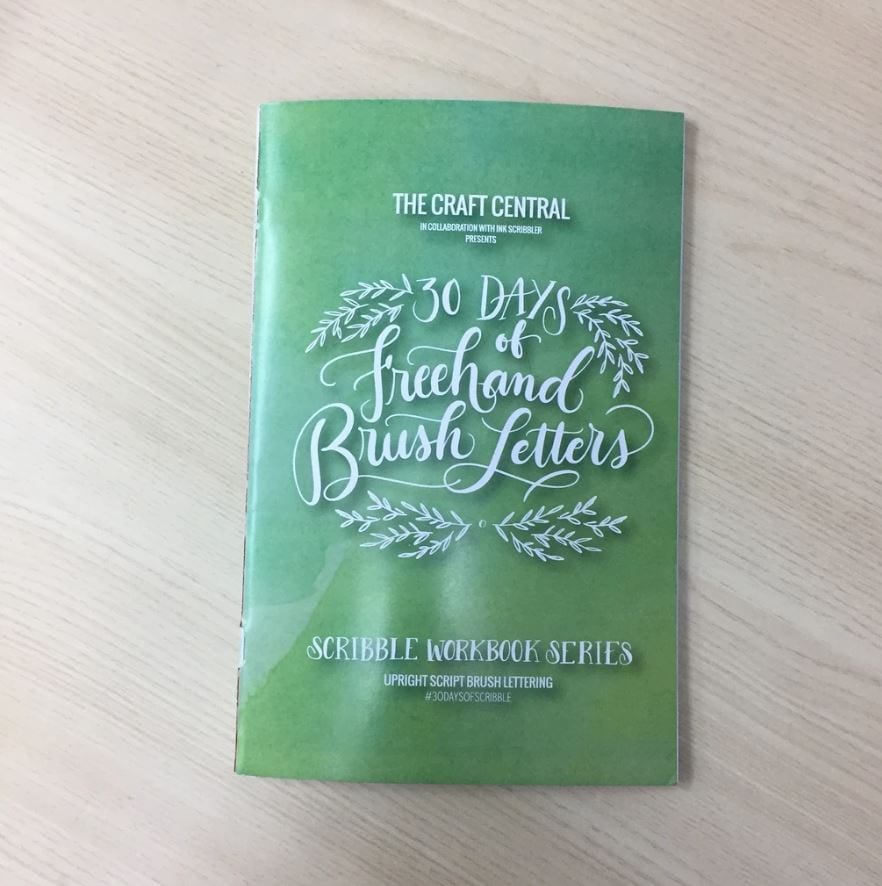 THE CRAFT CENTRAL
IN COLLABORATION WITH INK SCRIBBLER
PRESENTS
30 DAYS
of
Freehand
Brush Letters
SCRIBBLE WORKBOOK SERIES
UPRIGHT SCRIPT BRUSH LETTERING
#30DAYSOFSCRIBBLE